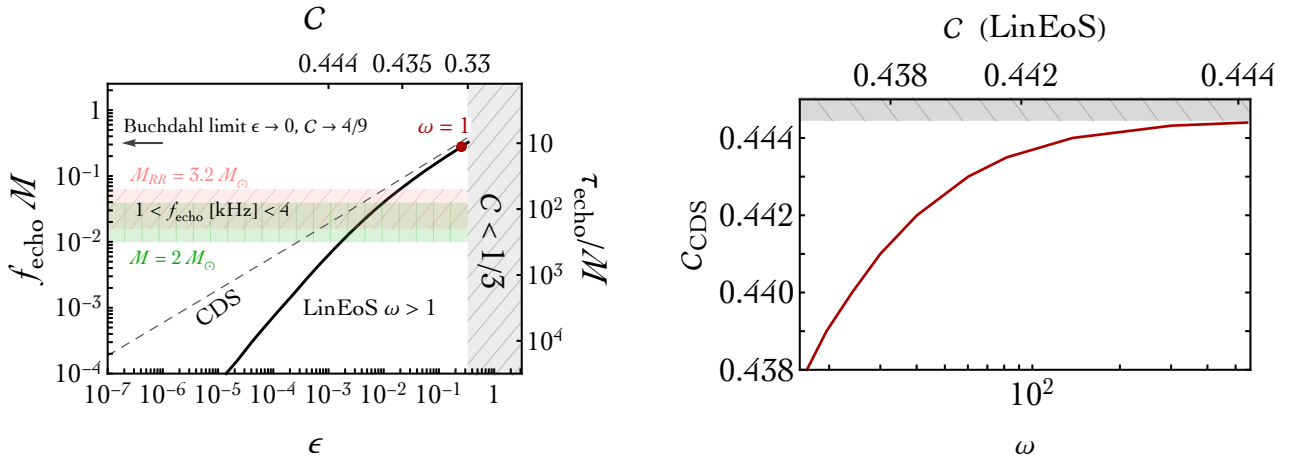 C
0.444 0.435 0.33
1
10⁻¹
10⁻²
10⁻³
10⁻⁴
f_echo M
Buchdahl limit ϵ → 0, C → 4/9
ω = 1
M_RR = 3.2 M_⊙
1 < f_echo [kHz] < 4
M = 2 M_⊙
CDS
LinEoS ω > 1
C < 1/3
10
10²
10³
10⁴
τ_echo/M
10⁻⁷ 10⁻⁶ 10⁻⁵ 10⁻⁴ 10⁻³ 10⁻² 10⁻¹ 1
ϵ
C (LinEoS)
0.438 0.442 0.444
0.444
0.442
0.440
0.438
C_CDS
10²
ω